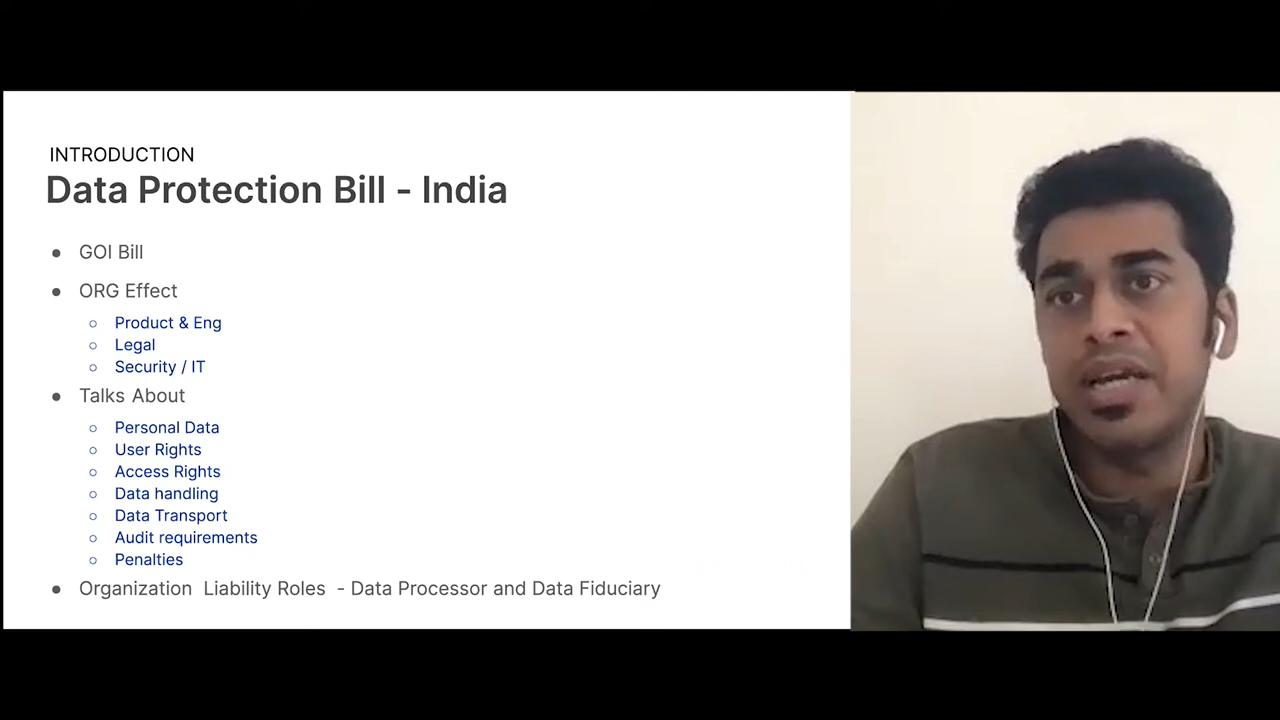 INTRODUCTION
Data Protection Bill - India
● GOI Bill
● ORG Effect
○ Product & Eng
○ Legal
○ Security / IT
● Talks About
○ Personal Data
○ User Rights
○ Access Rights
○ Data handling
○ Data Transport
○ Audit requirements
○ Penalties
● Organization Liability Roles - Data Processor and Data Fiduciary